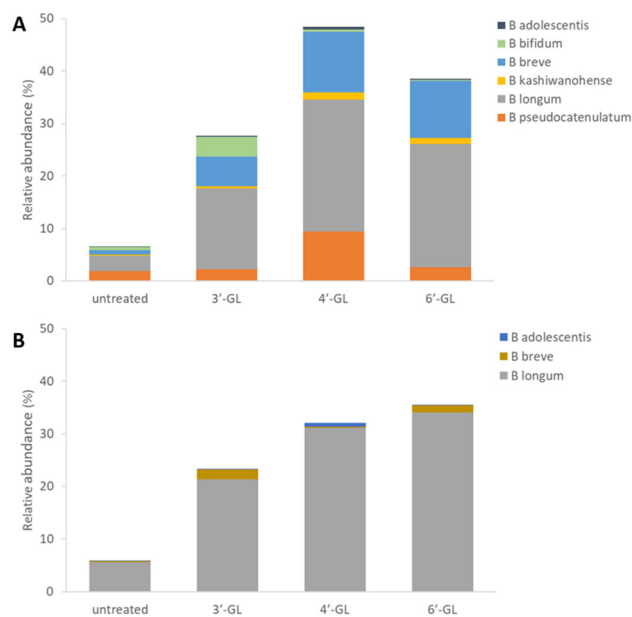 A
Relative abundance (%)
50
40
30
20
10
0
untreated 3'-GL 4'-GL 6'-GL
B adolescentis
B bifidum
B breve
B kashiwanohense
B longum
B pseudocatenulatum
B
Relative abundance (%)
50
40
30
20
10
0
untreated 3'-GL 4'-GL 6'-GL
B adolescentis
B breve
B longum